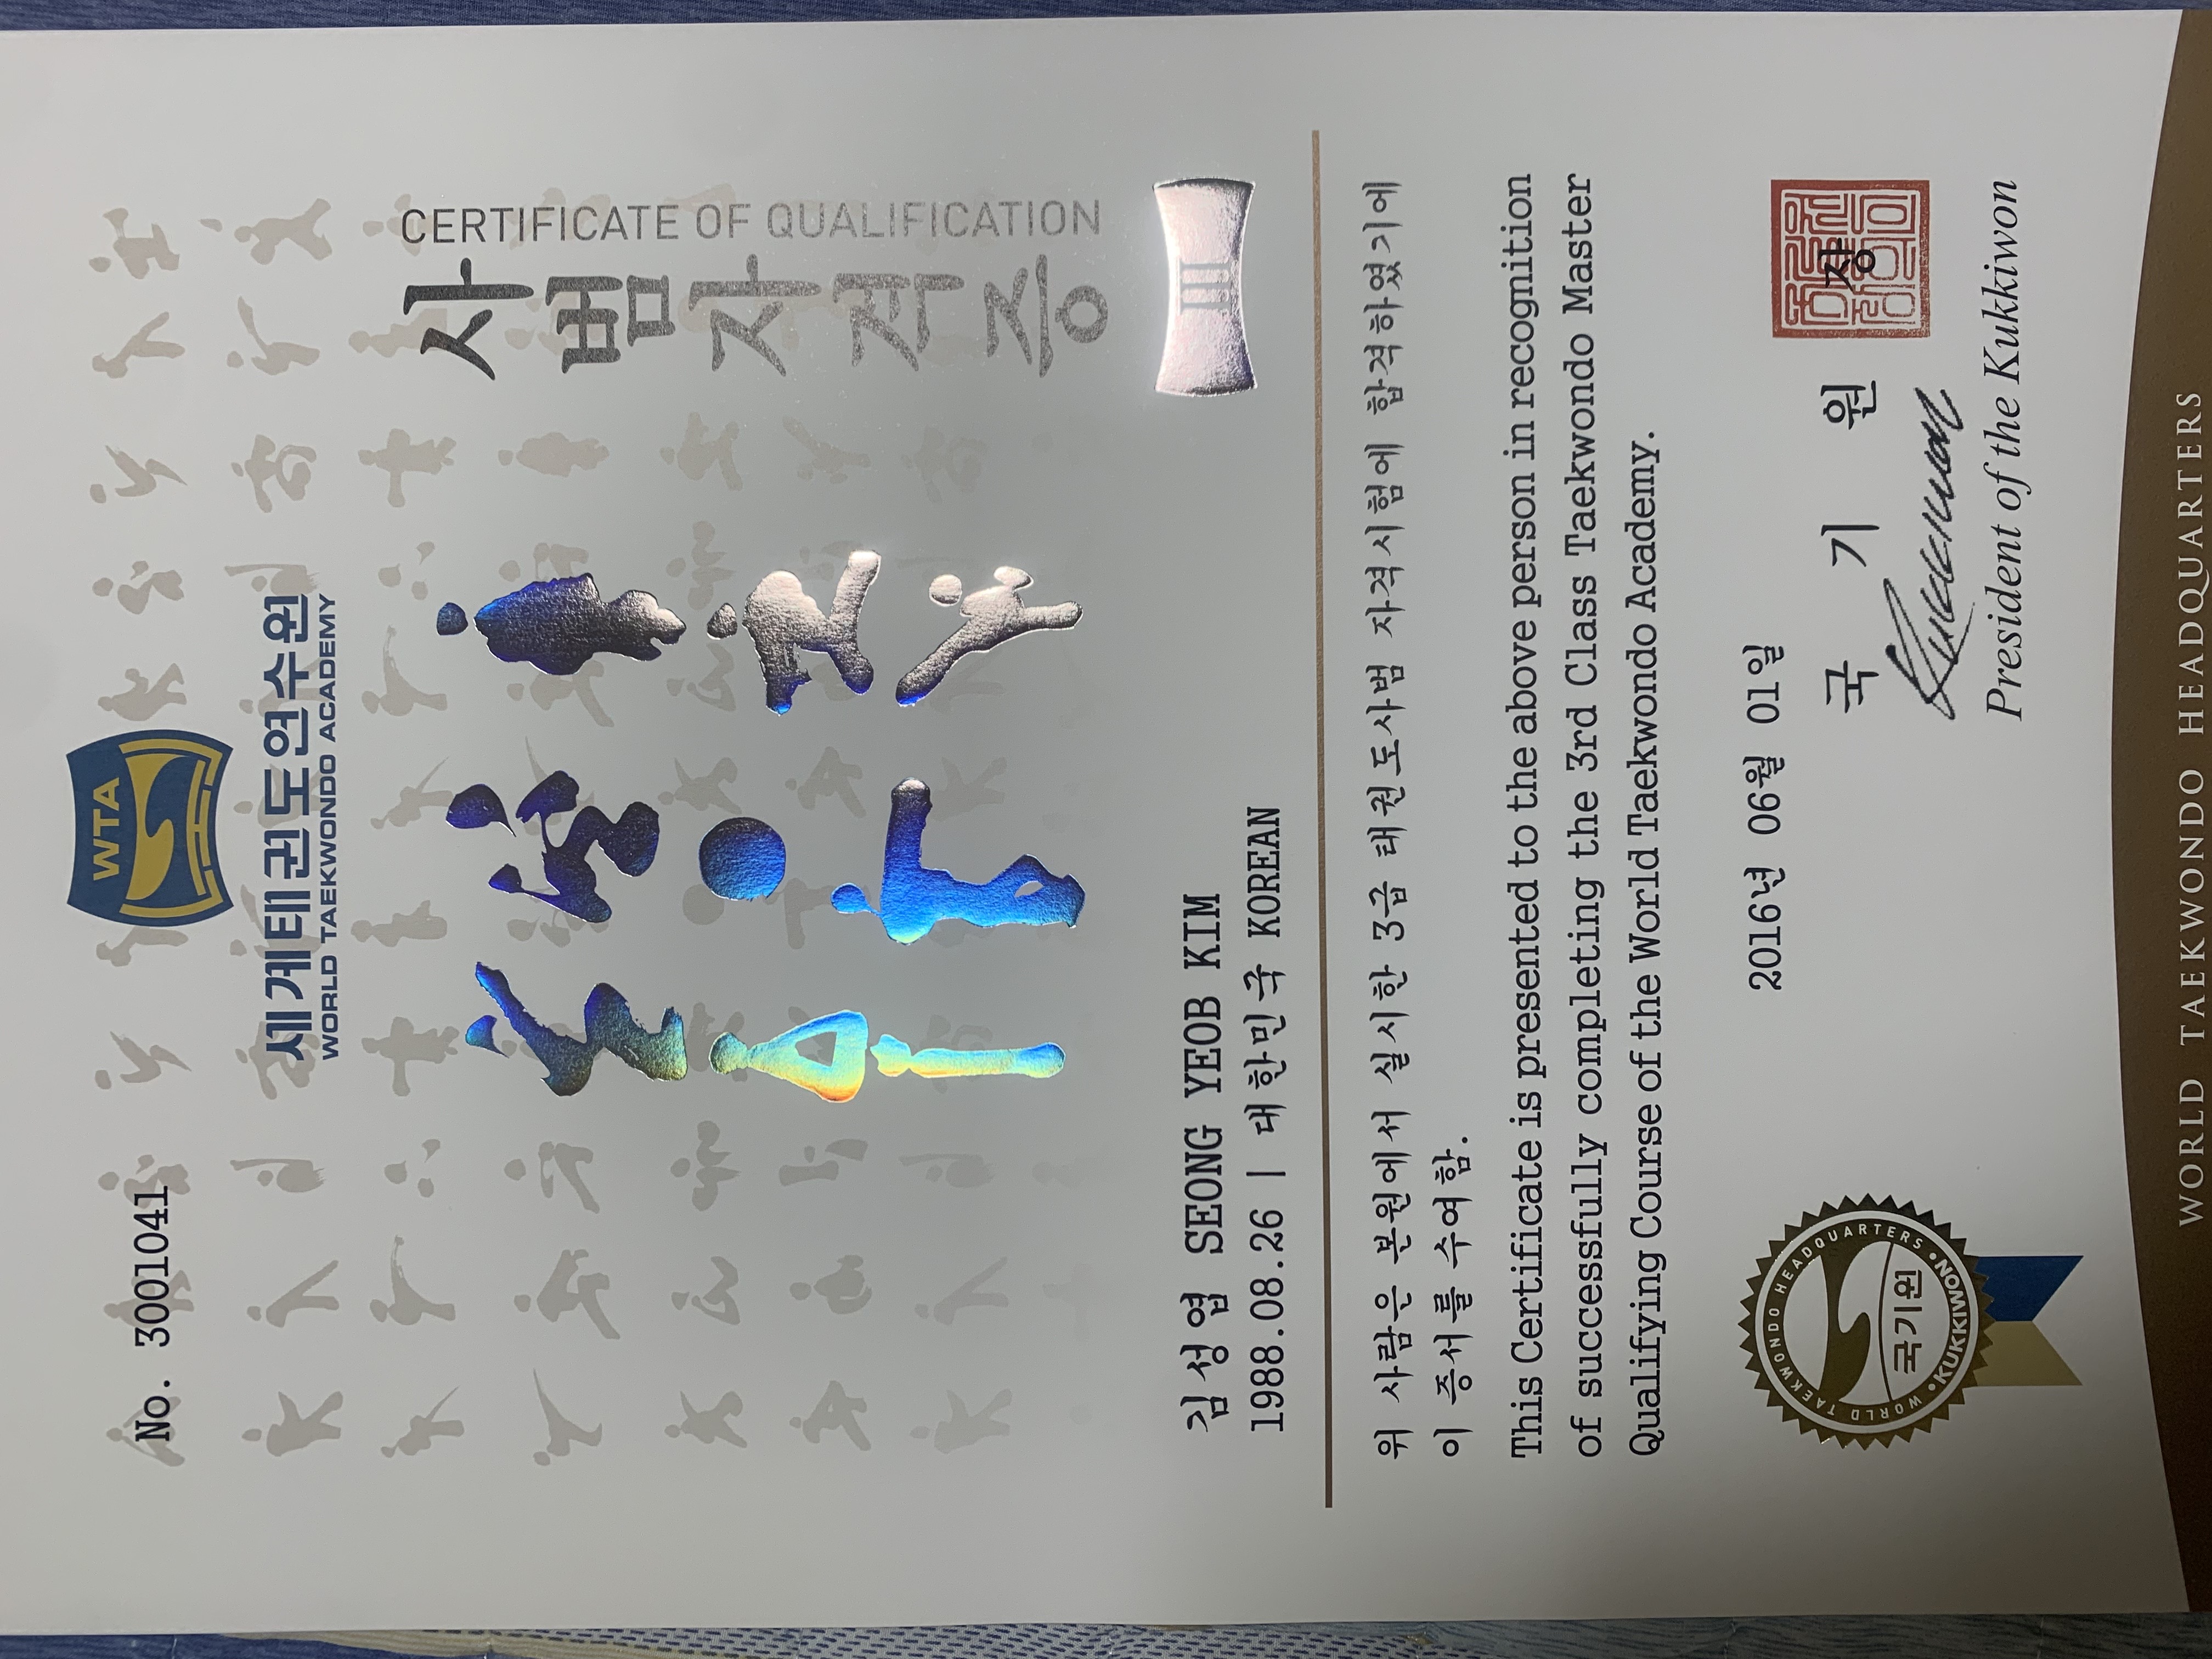 No. 30010041
WTA
세계태권도연수원
WORLD TAEKWONDO ACADEMY
사범자격증
CERTIFICATE OF QUALIFICATION
III
김성엽 SEONG YEOB KIM
1988.08.26 | 대한민국 KOREAN
위 사람은 본원에서 실시한 3급 태권도사범 자격시험에 합격하였기에
이 증서를 수여함.
This Certificate is presented to the above person in recognition
of successfully completing the 3rd Class Taekwondo Master
Qualifying Course of the World Taekwondo Academy.
2016년 06월 01일
국 기 원 장
President of the Kukkiwon
WORLD TAEKWONDO HEADQUARTERS
국기원
KUKKIWON
WORLD TAEKWONDO HEADQUARTERS